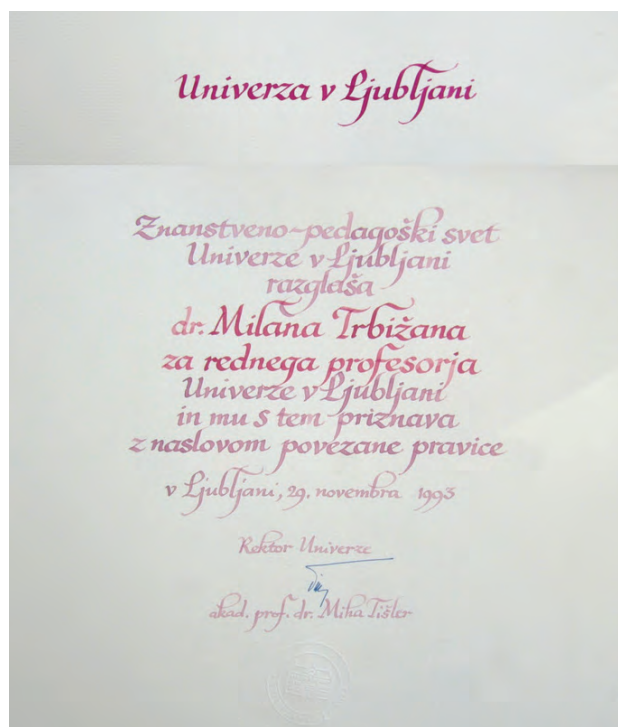 Univerza v Ljubljani
Znanstveno-pedagoški svet
Univerze v Ljubljani
razglaša
dr. Milana Trbižana
za rednega profesorja
Univerze v Ljubljani
in mu s tem priznava
z naslovom povezane pravice
v Ljubljani, 29. novembra 1993
Rektor Univerze
akad. prof. dr. Miha Tišler